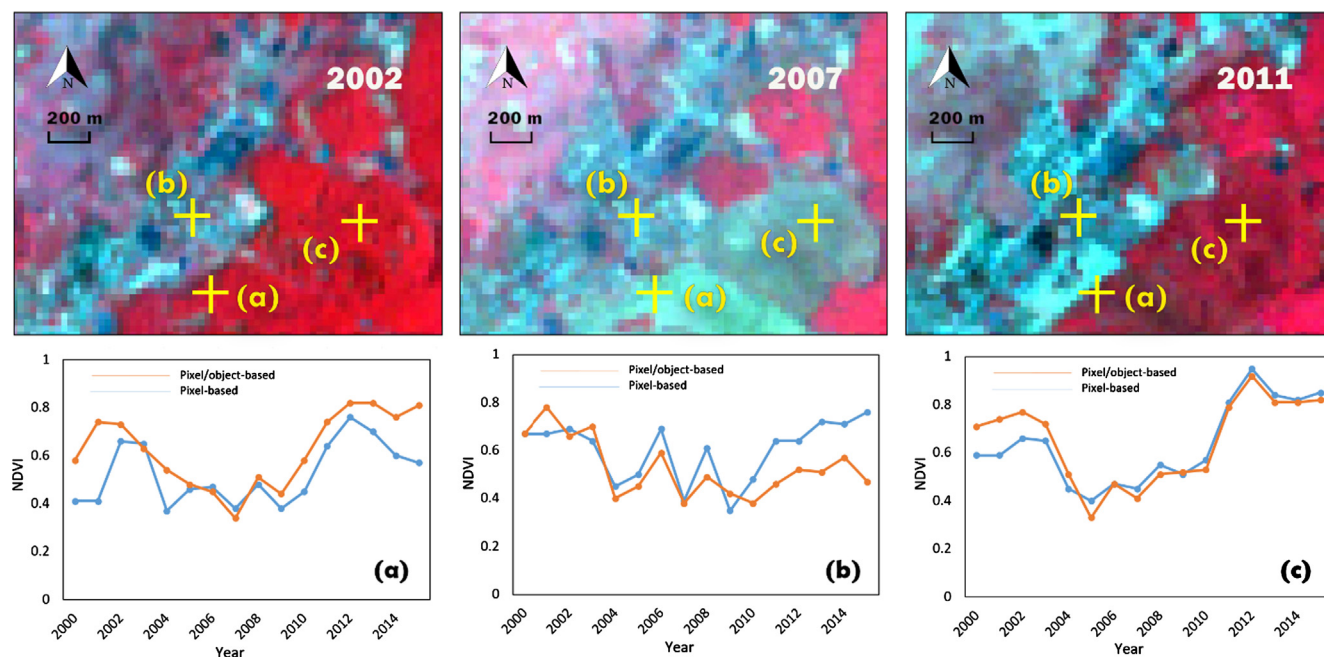 2002
N
200 m
(b)
(c)
(a)
2007
N
200 m
(b)
(c)
(a)
2011
N
200 m
(b)
(c)
(a)
1
0.8
0.6
0.4
0.2
0
NDVI
Pixel/object-based
Pixel-based
(a)
2000 2002 2004 2006 2008 2010 2012 2014
Year
1
0.8
0.6
0.4
0.2
0
NDVI
Pixel/object-based
Pixel-based
(b)
2000 2002 2004 2006 2008 2010 2012 2014
Year
1
0.8
0.6
0.4
0.2
0
NDVI
Pixel/object-based
Pixel-based
(c)
2000 2002 2004 2006 2008 2010 2012 2014
Year